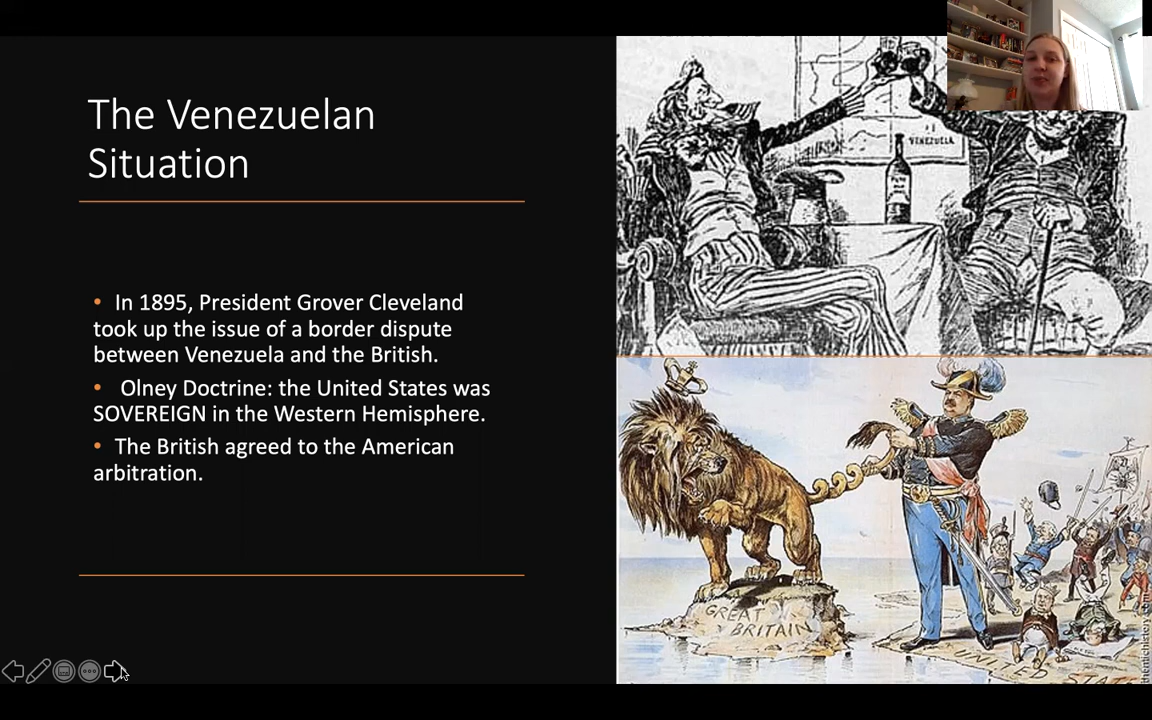 The Venezuelan
Situation
• In 1895, President Grover Cleveland
took up the issue of a border dispute
between Venezuela and the British.
• Olney Doctrine: the United States was
SOVEREIGN in the Western Hemisphere.
• The British agreed to the American
arbitration.
VENEZUELA
GREAT
BRITAIN
UNITED STAT